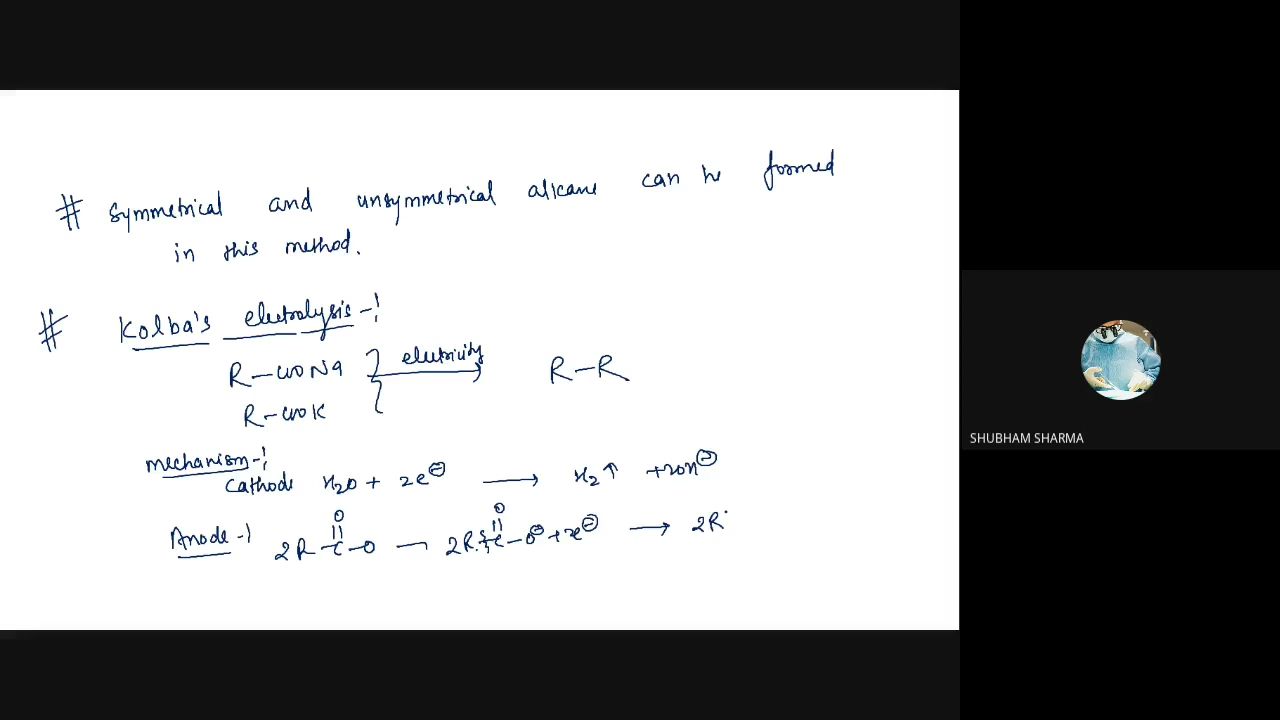 # Symmetrical and unsymmetrical alkane can be formed
in this method.
# Kolba's electrolysis -!
R-COONa } electricity → R-R
R-COOK
mechanism -!
Cathode H2O + 2e⊖ → H2↑ + 2OH⊖
O O
Anode -! 2R-C-O — 2R-C-O⊖ + 2e⊖ → 2R•
SHUBHAM SHARMA